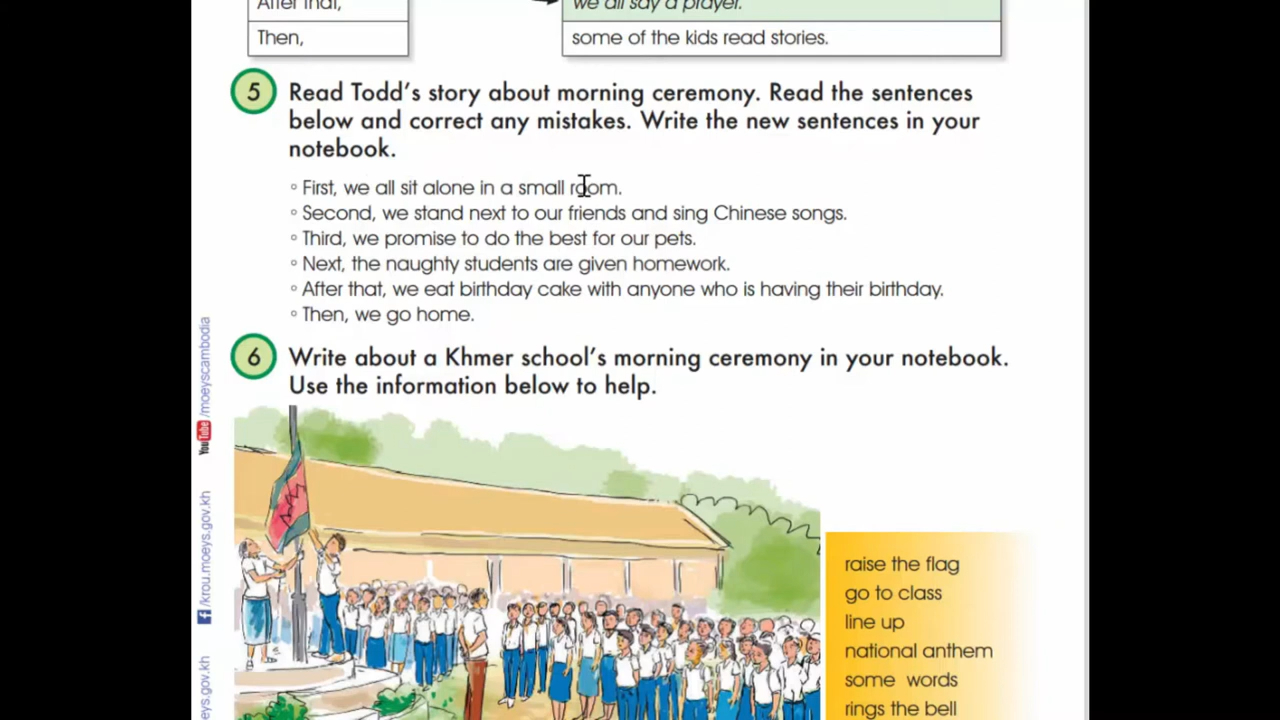 After that,
we all say a prayer.
Then,
some of the kids read stories.
5
Read Todd's story about morning ceremony. Read the sentences
below and correct any mistakes. Write the new sentences in your
notebook.
◦ First, we all sit alone in a small room.
◦ Second, we stand next to our friends and sing Chinese songs.
◦ Third, we promise to do the best for our pets.
◦ Next, the naughty students are given homework.
◦ After that, we eat birthday cake with anyone who is having their birthday.
◦ Then, we go home.
6
Write about a Khmer school's morning ceremony in your notebook.
Use the information below to help.
raise the flag
go to class
line up
national anthem
some words
rings the bell
YouTube /moeyscambodia
f /krou.moeys.gov.kh
eys.gov.kh